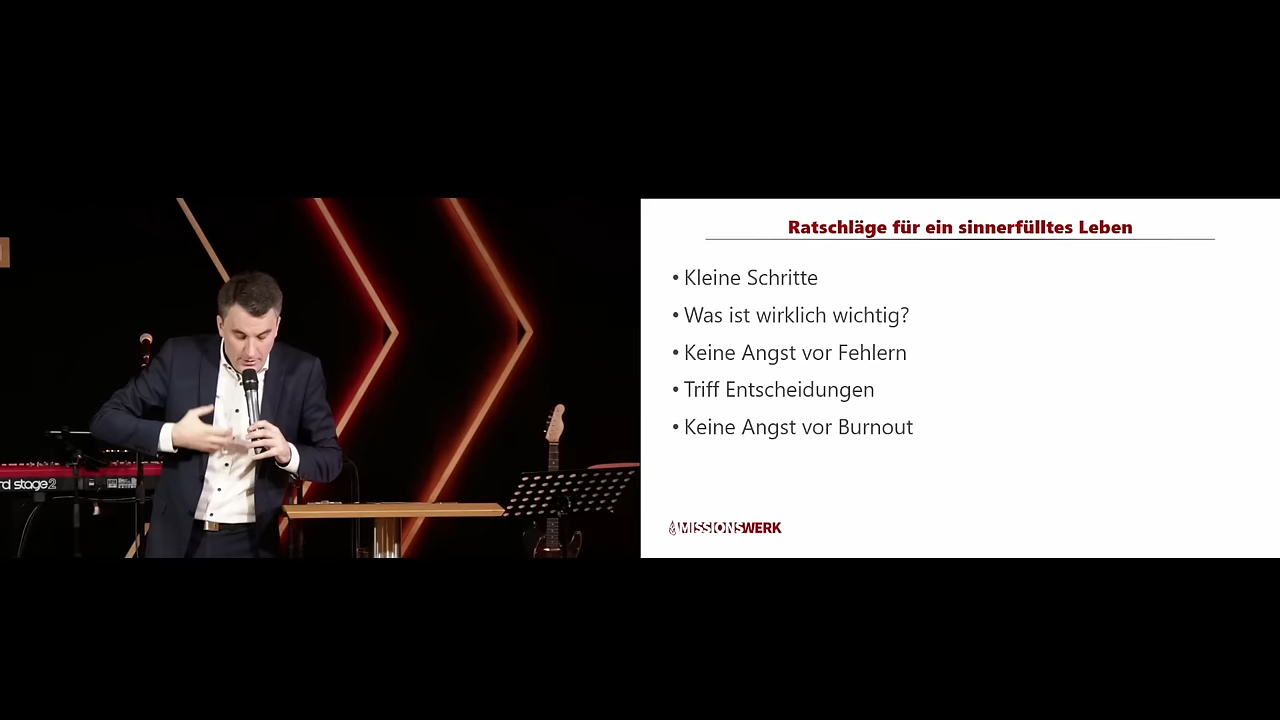 rd stage2
Ratschläge für ein sinnerfülltes Leben
• Kleine Schritte
• Was ist wirklich wichtig?
• Keine Angst vor Fehlern
• Triff Entscheidungen
• Keine Angst vor Burnout
MISSIONSWERK